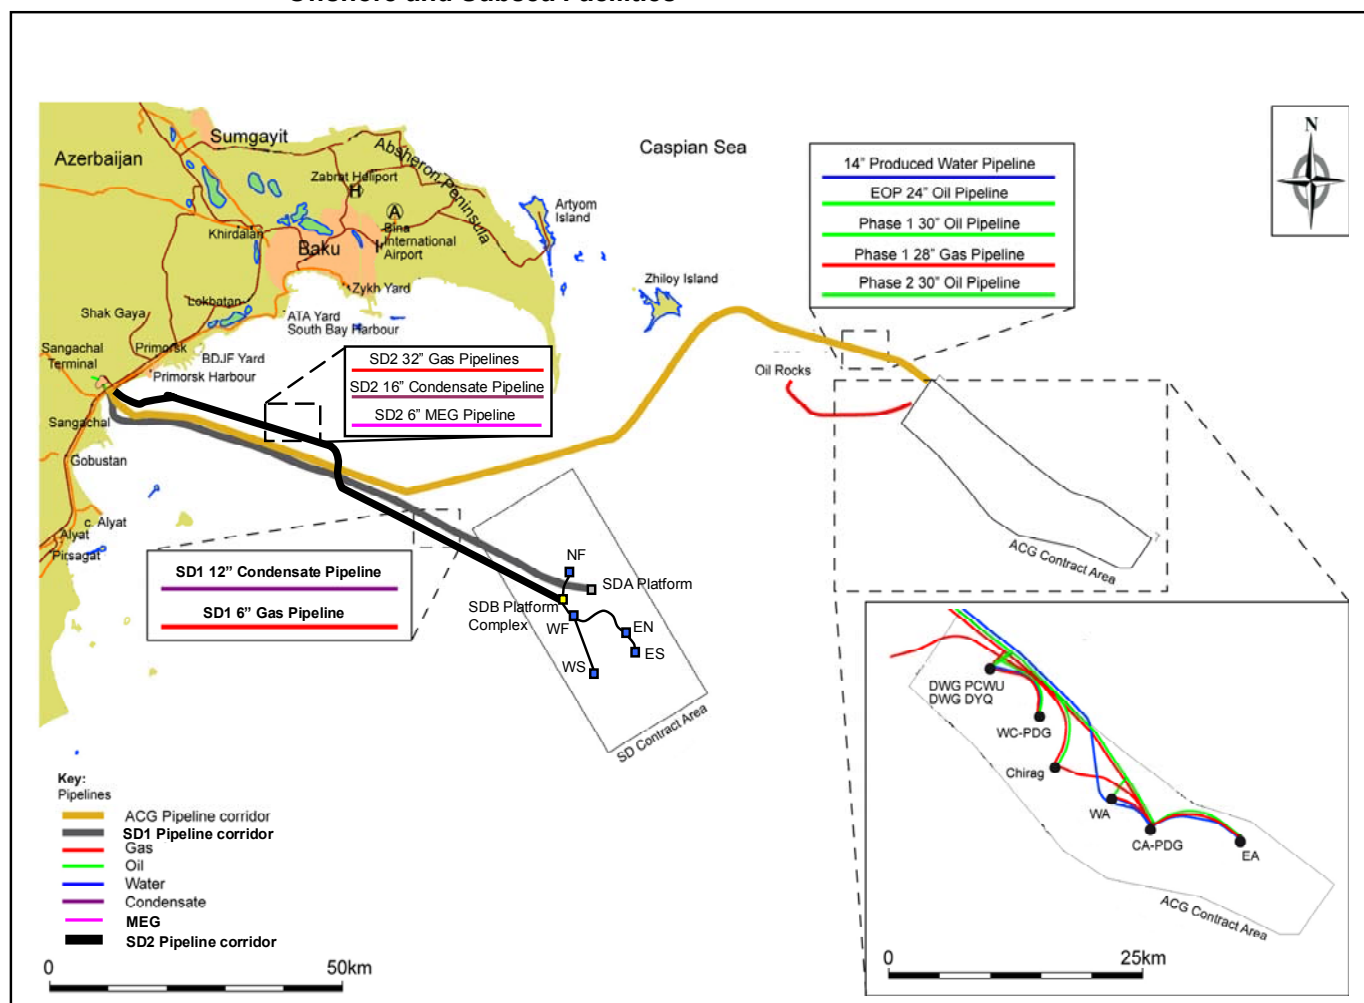 Offshore and Subsea Facilities
Sumgayit
Azerbaijan
Absheron Peninsula
Caspian Sea
N
Zabrat Heliport
H
A
Bina
International
Airport
Artyom
Island
Khirdalan
Baku
Zykh Yard
Zhiloy Island
14” Produced Water Pipeline
EOP 24” Oil Pipeline
Phase 1 30” Oil Pipeline
Phase 1 28” Gas Pipeline
Phase 2 30” Oil Pipeline
Lokbatan
Shak Gaya
ATA Yard
South Bay Harbour
Sangachal
Terminal
Primorsk
BDJF Yard
Primorsk Harbour
SD2 32” Gas Pipelines
SD2 16” Condensate Pipeline
SD2 6” MEG Pipeline
Oil Rocks
Sangachal
Gobustan
c. Alyat
Alyat
Pirsagat
SD1 12” Condensate Pipeline
SD1 6” Gas Pipeline
NF
SDA Platform
SDB Platform
Complex
WF
EN
ES
WS
SD Contract Area
ACG Contract Area
DWG PCWU
DWG DYQ
WC-PDG
Chirag
WA
CA-PDG
EA
ACG Contract Area
Key:
Pipelines
ACG Pipeline corridor
SD1 Pipeline corridor
Gas
Oil
Water
Condensate
MEG
SD2 Pipeline corridor
0 50km
0 25km